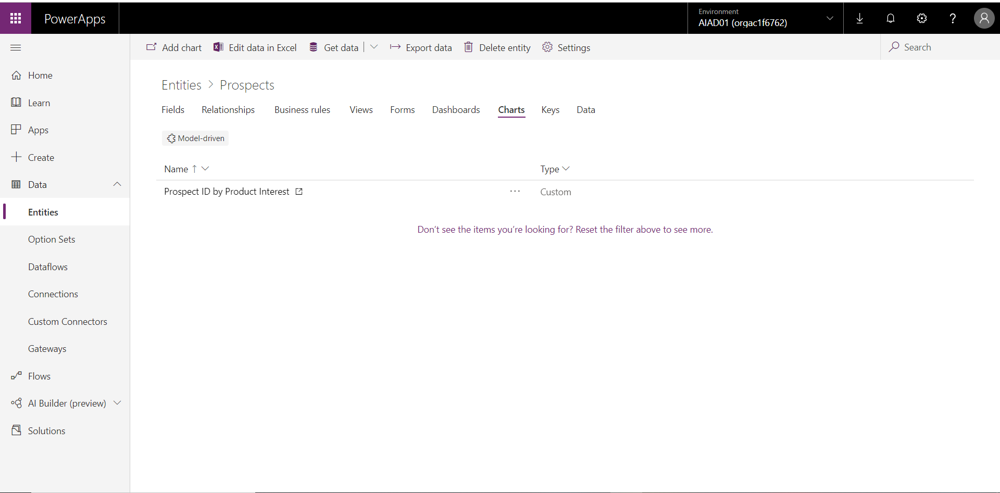 PowerApps
Environment
AIAD01 (orgac1f6762)
Add chart
Edit data in Excel
Get data
Export data
Delete entity
Settings
Search
Home
Learn
Apps
Create
Data
Entities
Option Sets
Dataflows
Connections
Custom Connectors
Gateways
Flows
AI Builder (preview)
Solutions
Entities > Prospects
Fields Relationships Business rules Views Forms Dashboards Charts Keys Data
Model-driven
Name ↑ Type
Prospect ID by Product Interest ··· Custom
Don't see the items you're looking for? Reset the filter above to see more.